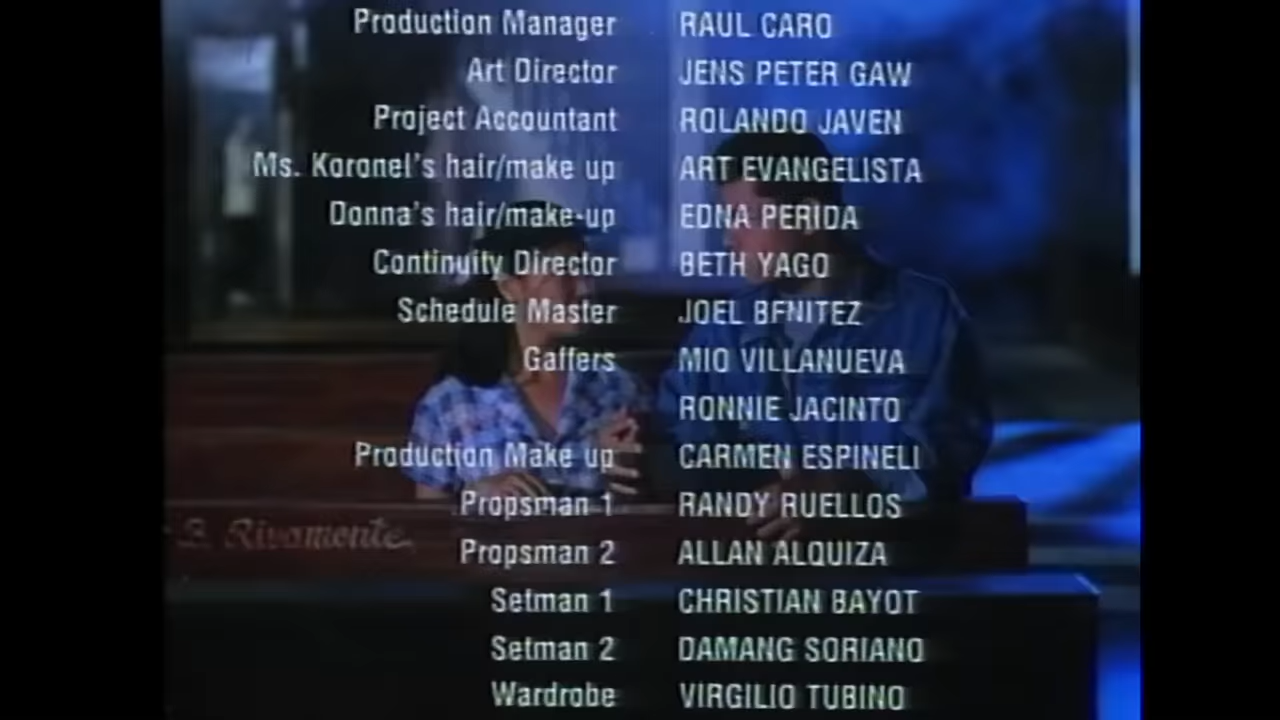 Production Manager RAUL CARO
Art Director JENS PETER GAW
Project Accountant ROLANDO JAVEN
Ms. Koronel's hair/make up ART EVANGELISTA
Donna's hair/make-up EDNA PERIDA
Continuity Director BETH YAGO
Schedule Master JOEL BENITEZ
Gaffers MIO VILLANUEVA
RONNIE JACINTO
Production Make up CARMEN ESPINELI
Propsman 1 RANDY RUELLOS
B. Rivamonte
Propsman 2 ALLAN ALQUIZA
Setman 1 CHRISTIAN BAYOT
Setman 2 DAMANG SORIANO
Wardrobe VIRGILIO TUBINO